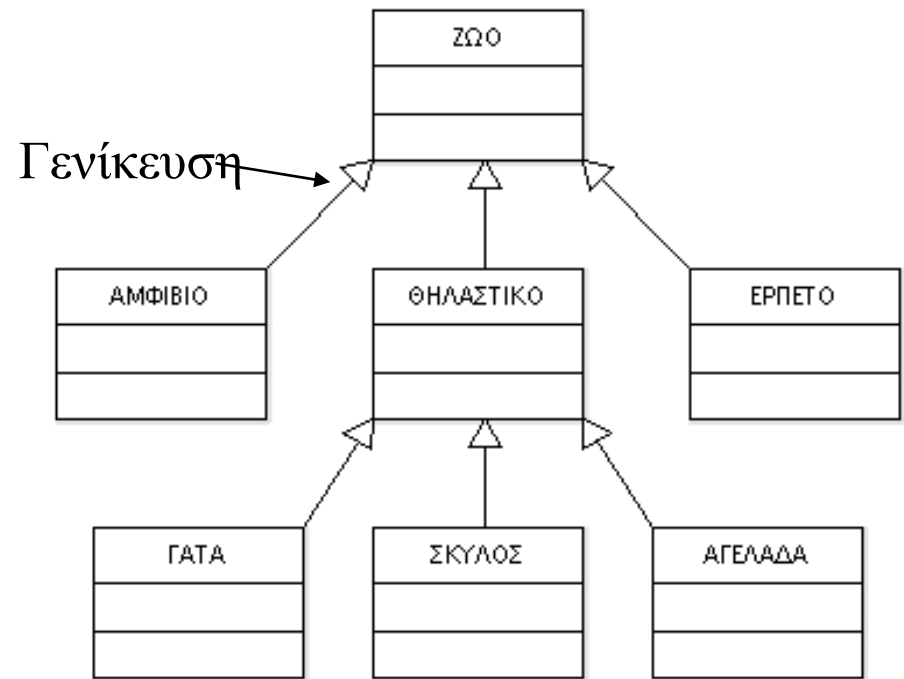 ΖΩΟ
Γενίκευση
ΑΜΦΙΒΙΟ
ΘΗΛΑΣΤΙΚΟ
ΕΡΠΕΤΟ
ΓΑΤΑ
ΣΚΥΛΟΣ
ΑΓΕΛΑΔΑ